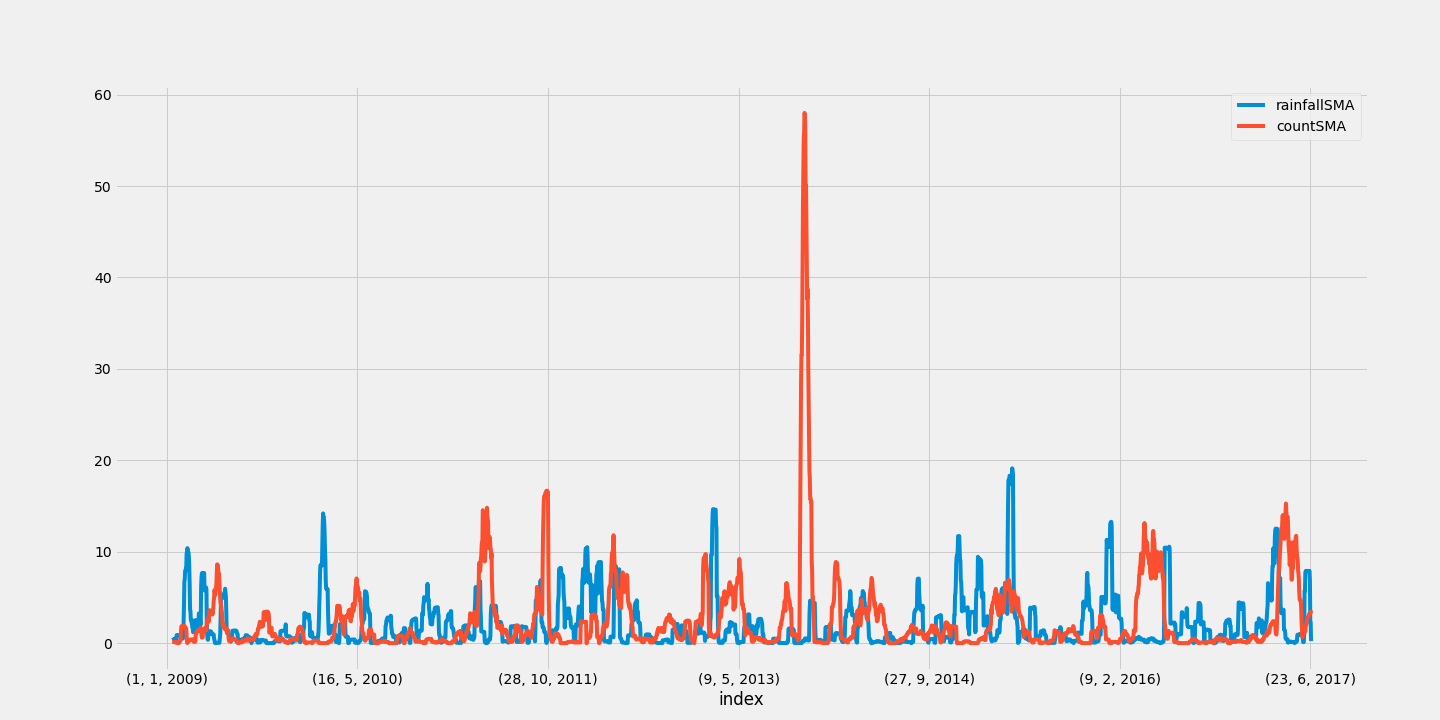 60
rainfallSMA
countSMA
50
40
30
20
10
0
(1, 1, 2009) (16, 5, 2010) (28, 10, 2011) (9, 5, 2013) (27, 9, 2014) (9, 2, 2016) (23, 6, 2017)
index